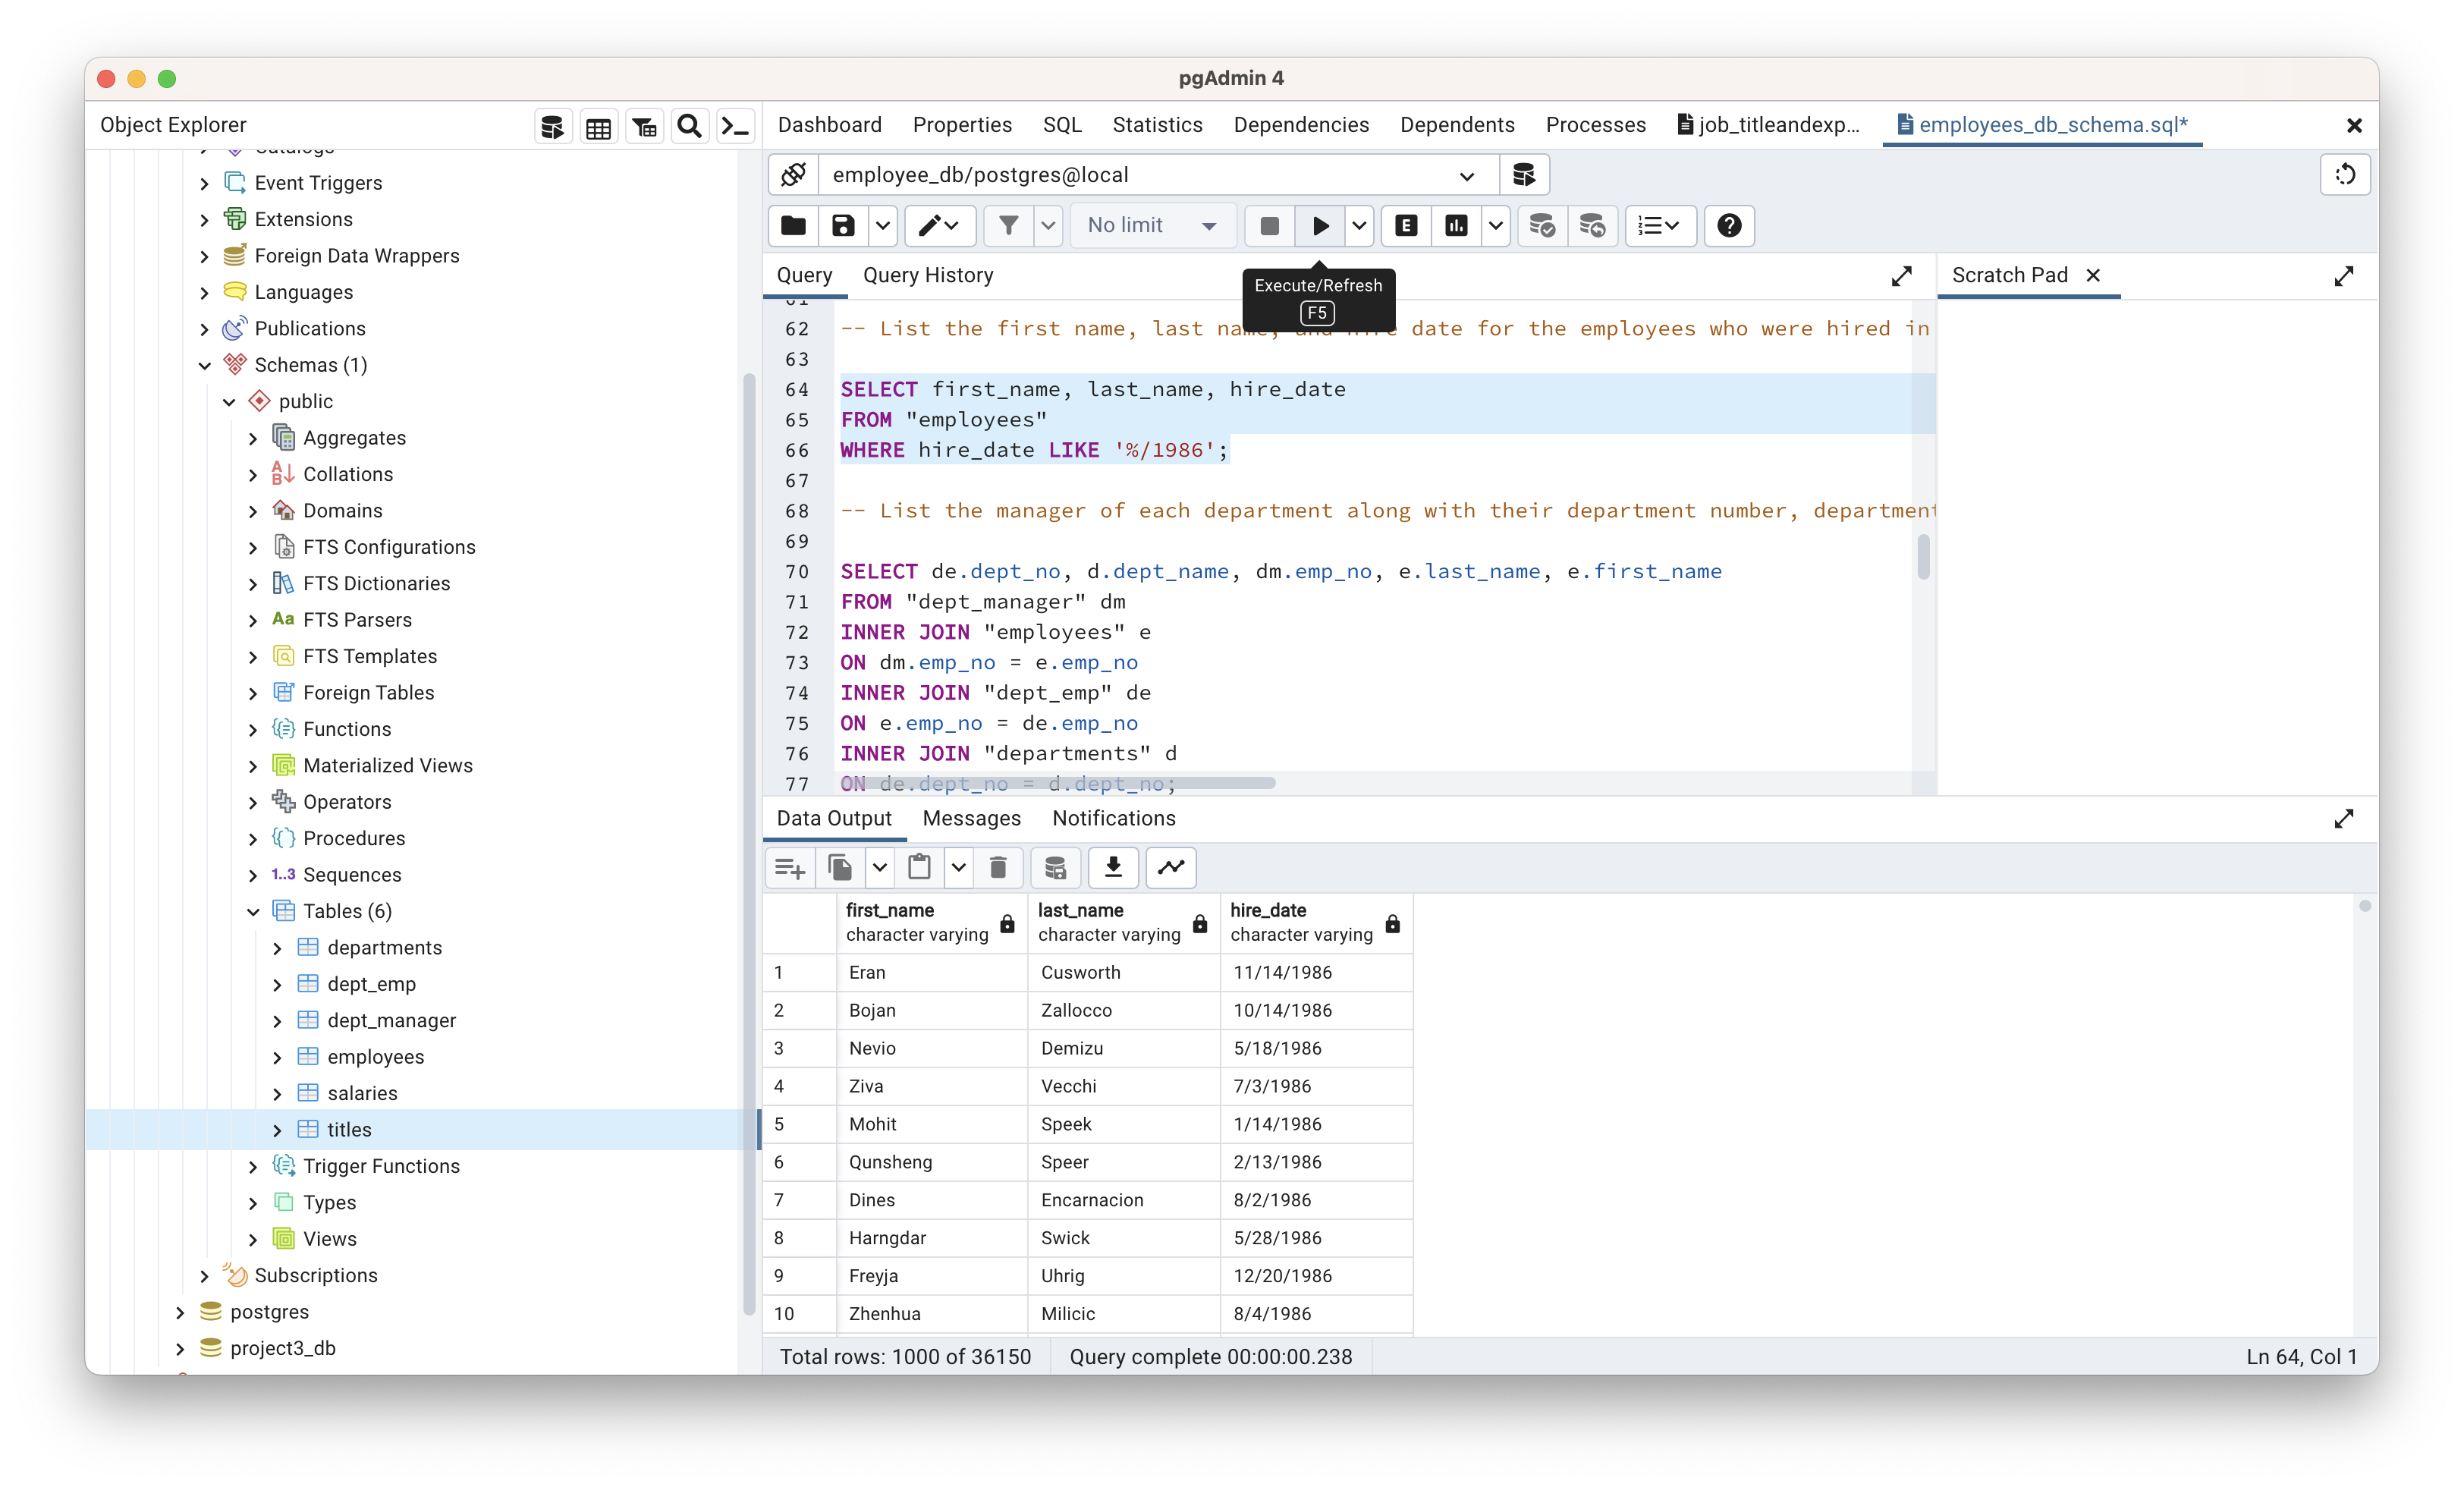 pgAdmin 4
Object Explorer
Dashboard Properties SQL Statistics Dependencies Dependents Processes job_titleandexp... employees_db_schema.sql*
Catalogs
Event Triggers
Extensions
Foreign Data Wrappers
Languages
Publications
Schemas (1)
public
Aggregates
Collations
Domains
FTS Configurations
FTS Dictionaries
Aa FTS Parsers
FTS Templates
Foreign Tables
Functions
Materialized Views
Operators
Procedures
1..3 Sequences
Tables (6)
departments
dept_emp
dept_manager
employees
salaries
titles
Trigger Functions
Types
Views
Subscriptions
postgres
project3_db
employee_db/postgres@local
No limit
E
Execute/Refresh
F5
Query Query History
Scratch Pad
61
62 -- List the first name, last name, and hire date for the employees who were hired in
63
64 SELECT first_name, last_name, hire_date
65 FROM "employees"
66 WHERE hire_date LIKE '%/1986';
67
68 -- List the manager of each department along with their department number, department
69
70 SELECT de.dept_no, d.dept_name, dm.emp_no, e.last_name, e.first_name
71 FROM "dept_manager" dm
72 INNER JOIN "employees" e
73 ON dm.emp_no = e.emp_no
74 INNER JOIN "dept_emp" de
75 ON e.emp_no = de.emp_no
76 INNER JOIN "departments" d
77 ON de.dept_no = d.dept_no;
Data Output Messages Notifications
first_name last_name hire_date
character varying character varying character varying
1 Eran Cusworth 11/14/1986
2 Bojan Zallocco 10/14/1986
3 Nevio Demizu 5/18/1986
4 Ziva Vecchi 7/3/1986
5 Mohit Speek 1/14/1986
6 Qunsheng Speer 2/13/1986
7 Dines Encarnacion 8/2/1986
8 Harngdar Swick 5/28/1986
9 Freyja Uhrig 12/20/1986
10 Zhenhua Milicic 8/4/1986
Total rows: 1000 of 36150 Query complete 00:00:00.238 Ln 64, Col 1